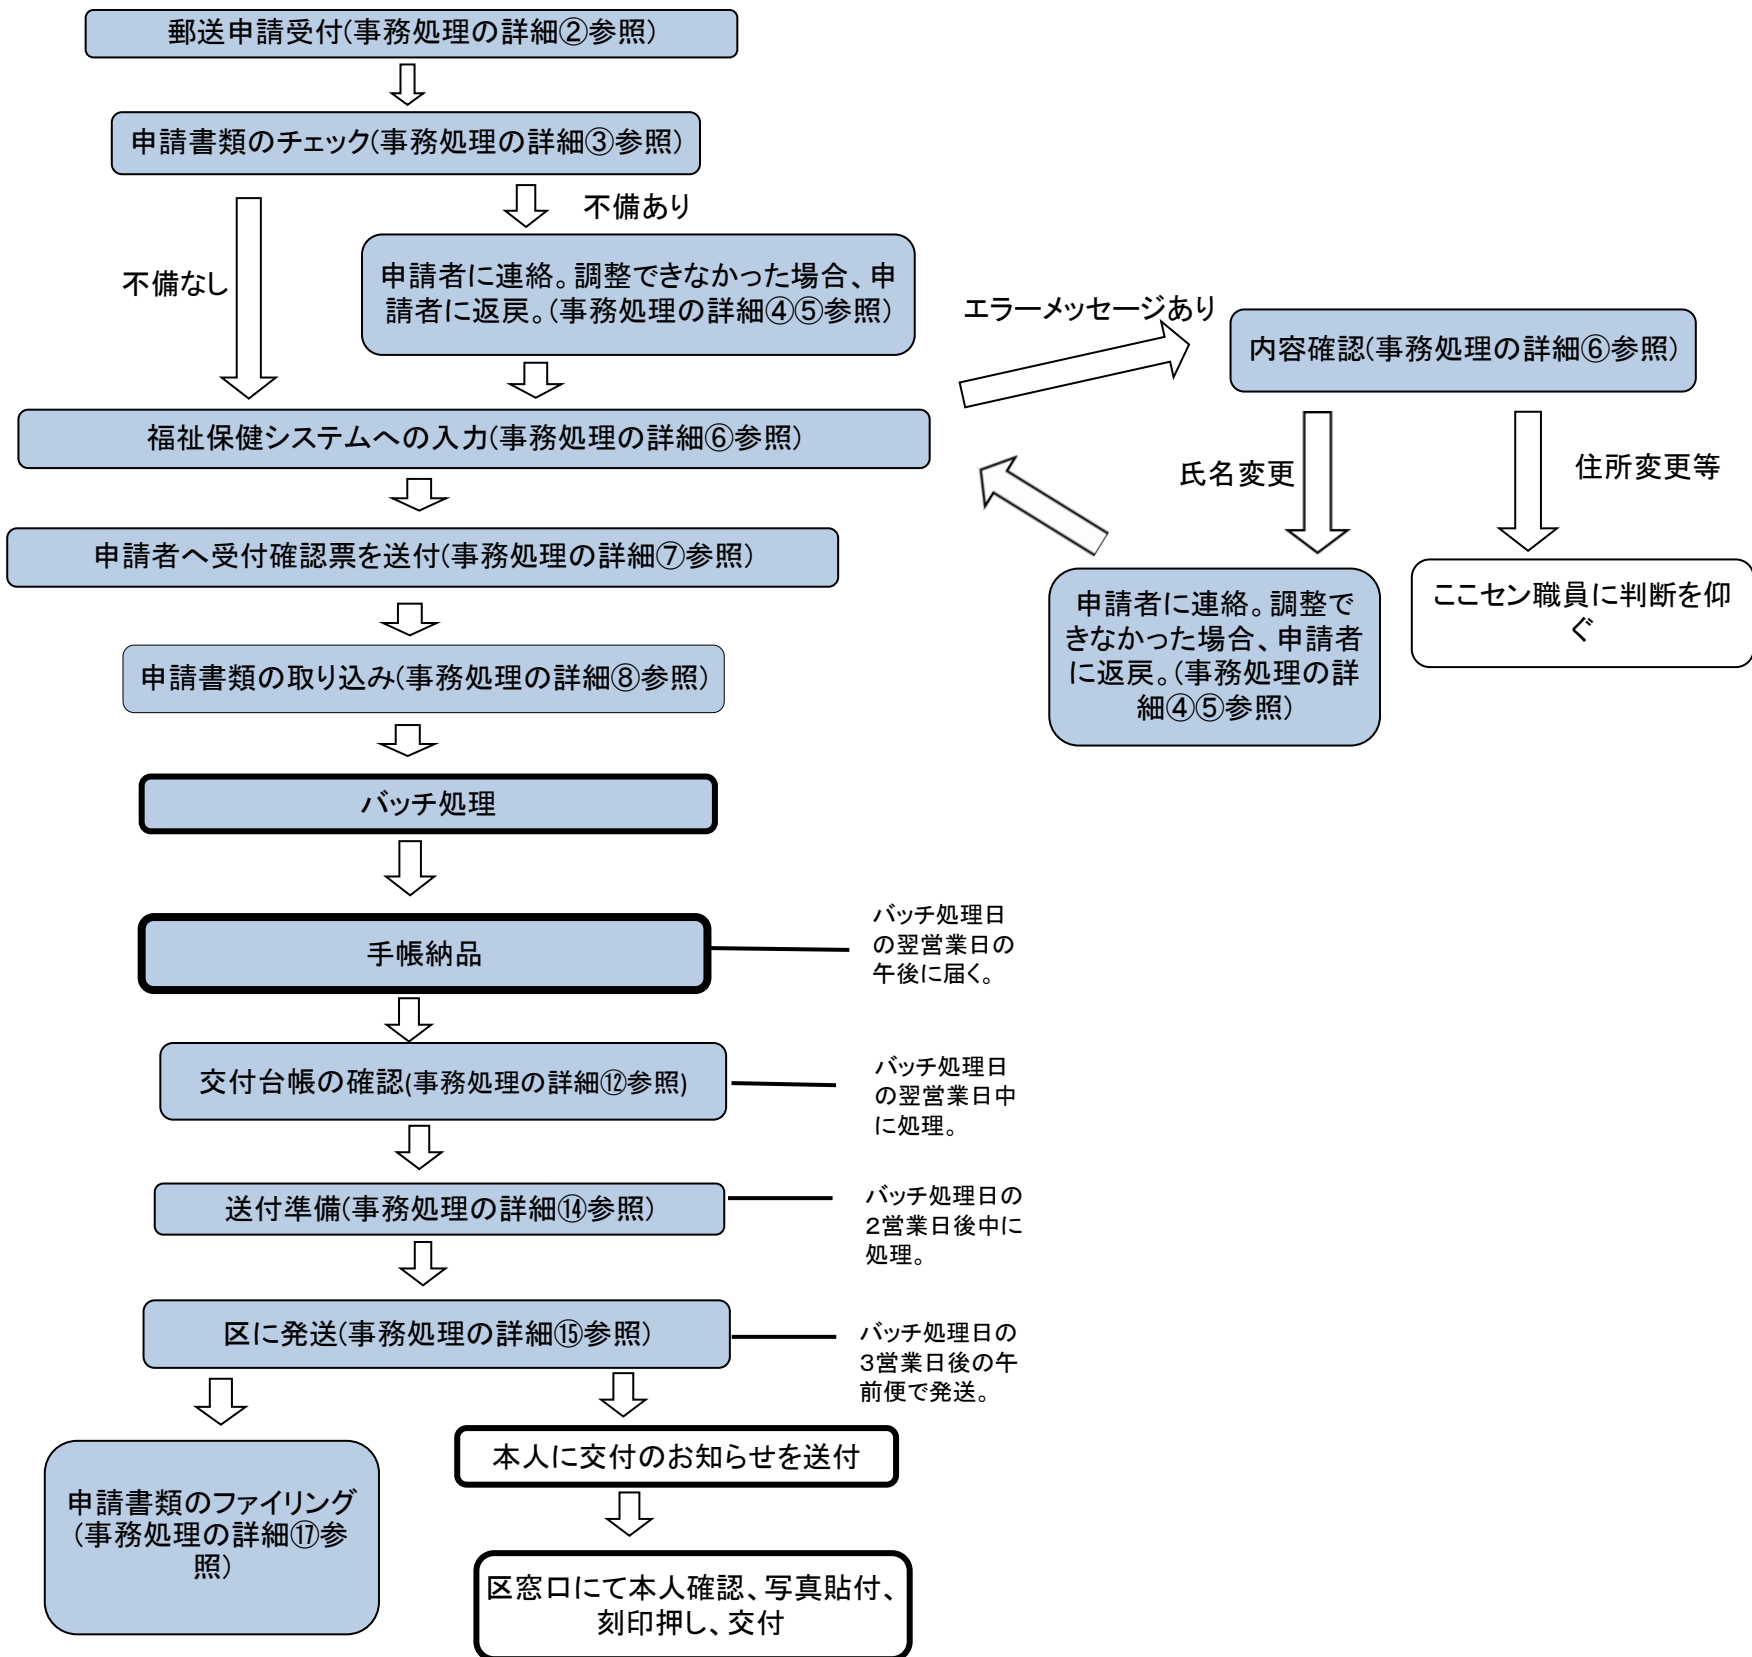 郵送申請受付(事務処理の詳細②参照)
申請書類のチェック(事務処理の詳細③参照)
不備あり
不備なし
申請者に連絡。調整できなかった場合、申
請者に返戻。(事務処理の詳細④⑤参照)
エラーメッセージあり
内容確認(事務処理の詳細⑥参照)
福祉保健システムへの入力(事務処理の詳細⑥参照)
氏名変更
住所変更等
申請者へ受付確認票を送付(事務処理の詳細⑦参照)
申請者に連絡。調整で
きなかった場合、申請者
に返戻。(事務処理の詳
細④⑤参照)
ここセン職員に判断を仰
ぐ
申請書類の取り込み(事務処理の詳細⑧参照)
バッチ処理
手帳納品
バッチ処理日
の翌営業日の
午後に届く。
交付台帳の確認(事務処理の詳細⑫参照)
バッチ処理日
の翌営業日中
に処理。
送付準備(事務処理の詳細⑭参照)
バッチ処理日の
2営業日後中に
処理。
区に発送(事務処理の詳細⑮参照)
バッチ処理日の
3営業日後の午
前便で発送。
本人に交付のお知らせを送付
申請書類のファイリング
(事務処理の詳細⑰参
照)
区窓口にて本人確認、写真貼付、
刻印押し、交付